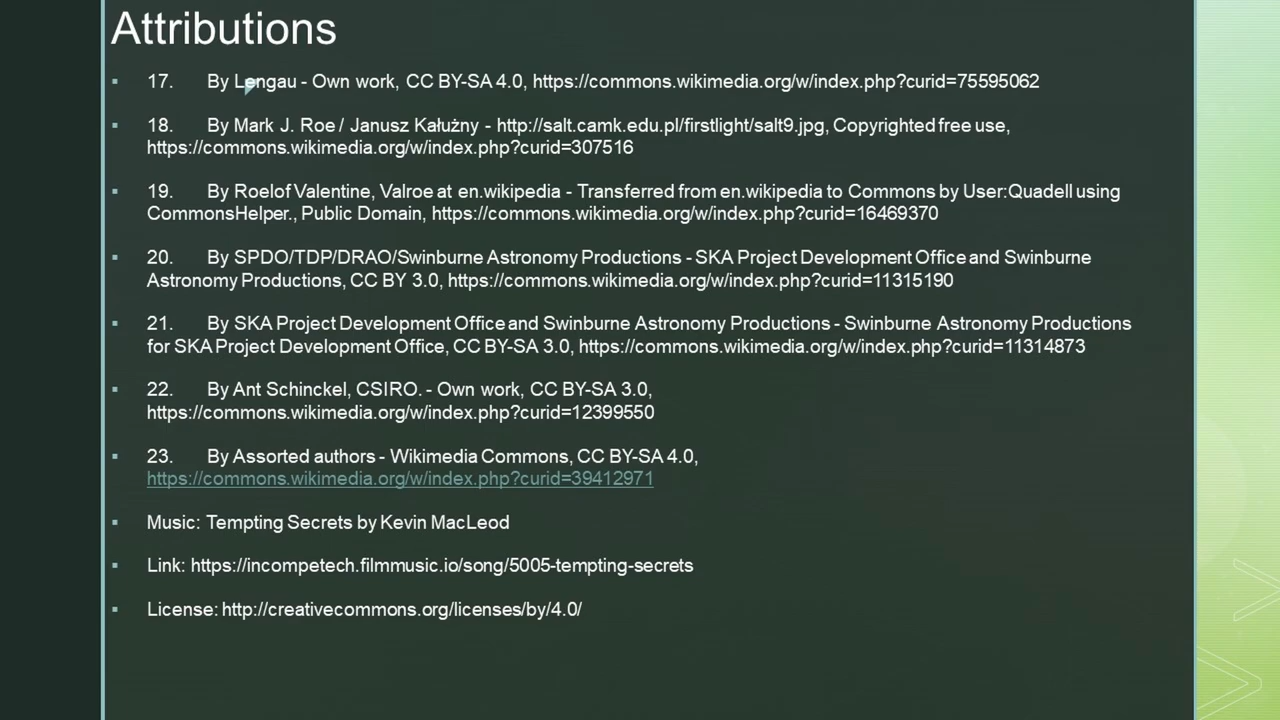 Attributions
17. By Lengau - Own work, CC BY-SA 4.0, https://commons.wikimedia.org/w/index.php?curid=75595062
18. By Mark J. Roe / Janusz Kałużny - http://salt.camk.edu.pl/firstlight/salt9.jpg, Copyrighted free use,
https://commons.wikimedia.org/w/index.php?curid=307516
19. By Roelof Valentine, Valroe at en.wikipedia - Transferred from en.wikipedia to Commons by User:Quadell using
CommonsHelper., Public Domain, https://commons.wikimedia.org/w/index.php?curid=16469370
20. By SPDO/TDP/DRAO/Swinburne Astronomy Productions - SKA Project Development Office and Swinburne
Astronomy Productions, CC BY 3.0, https://commons.wikimedia.org/w/index.php?curid=11315190
21. By SKA Project Development Office and Swinburne Astronomy Productions - Swinburne Astronomy Productions
for SKA Project Development Office, CC BY-SA 3.0, https://commons.wikimedia.org/w/index.php?curid=11314873
22. By Ant Schinckel, CSIRO. - Own work, CC BY-SA 3.0,
https://commons.wikimedia.org/w/index.php?curid=12399550
23. By Assorted authors - Wikimedia Commons, CC BY-SA 4.0,
https://commons.wikimedia.org/w/index.php?curid=39412971
Music: Tempting Secrets by Kevin MacLeod
Link: https://incompetech.filmmusic.io/song/5005-tempting-secrets
License: http://creativecommons.org/licenses/by/4.0/